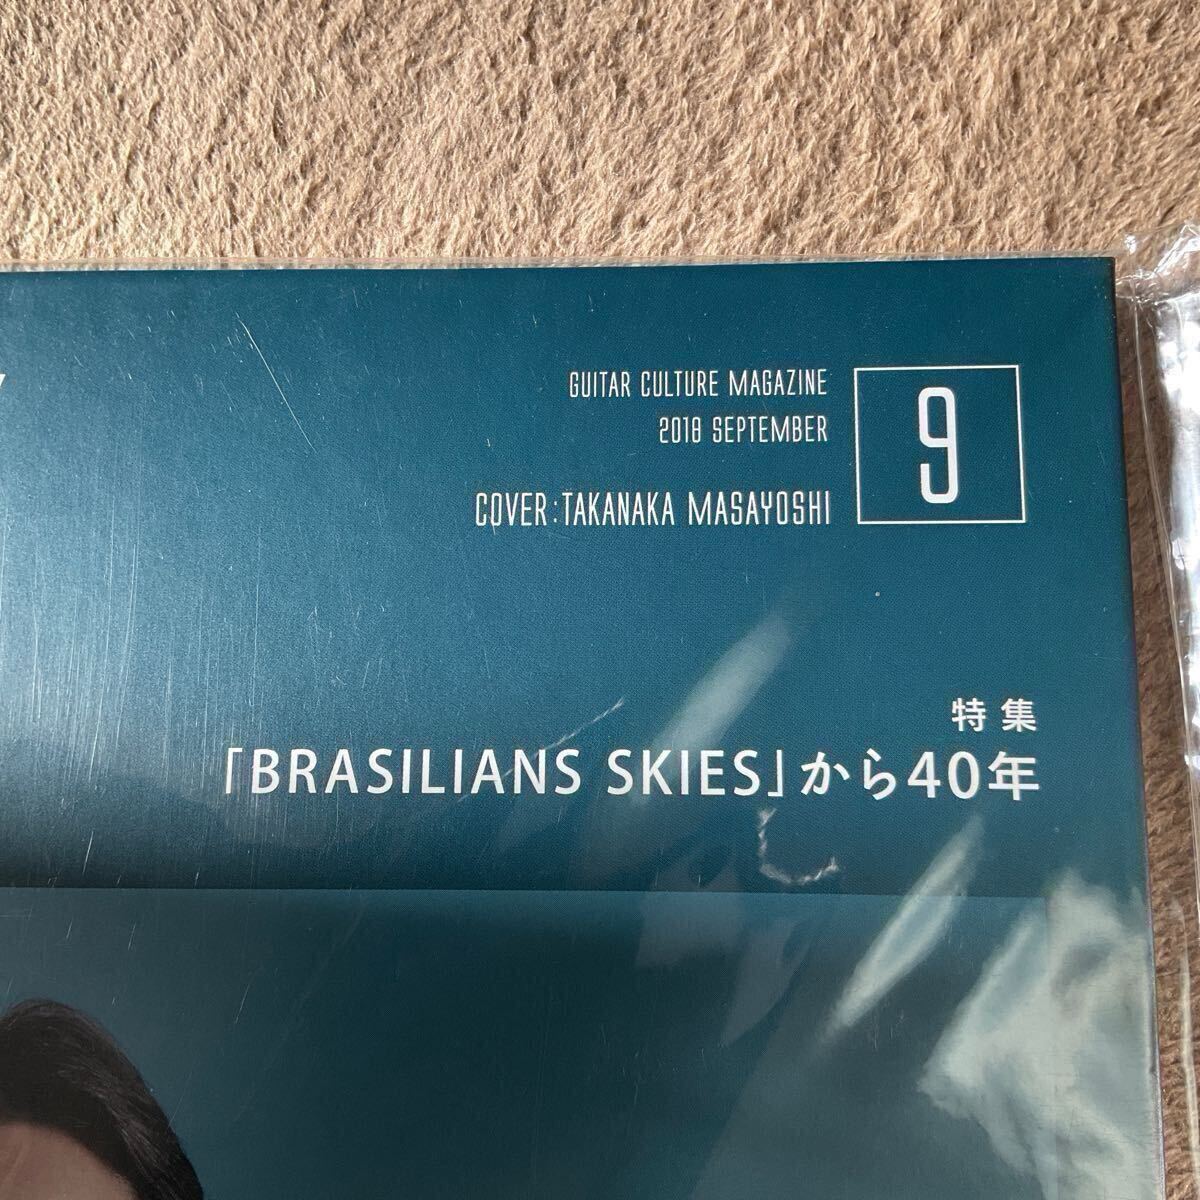 GUITAR CULTURE MAGAZINE
2018 SEPTEMBER
9
COVER:TAKANAKA MASAYOSHI
特集
「BRASILIANS SKIES」から40年